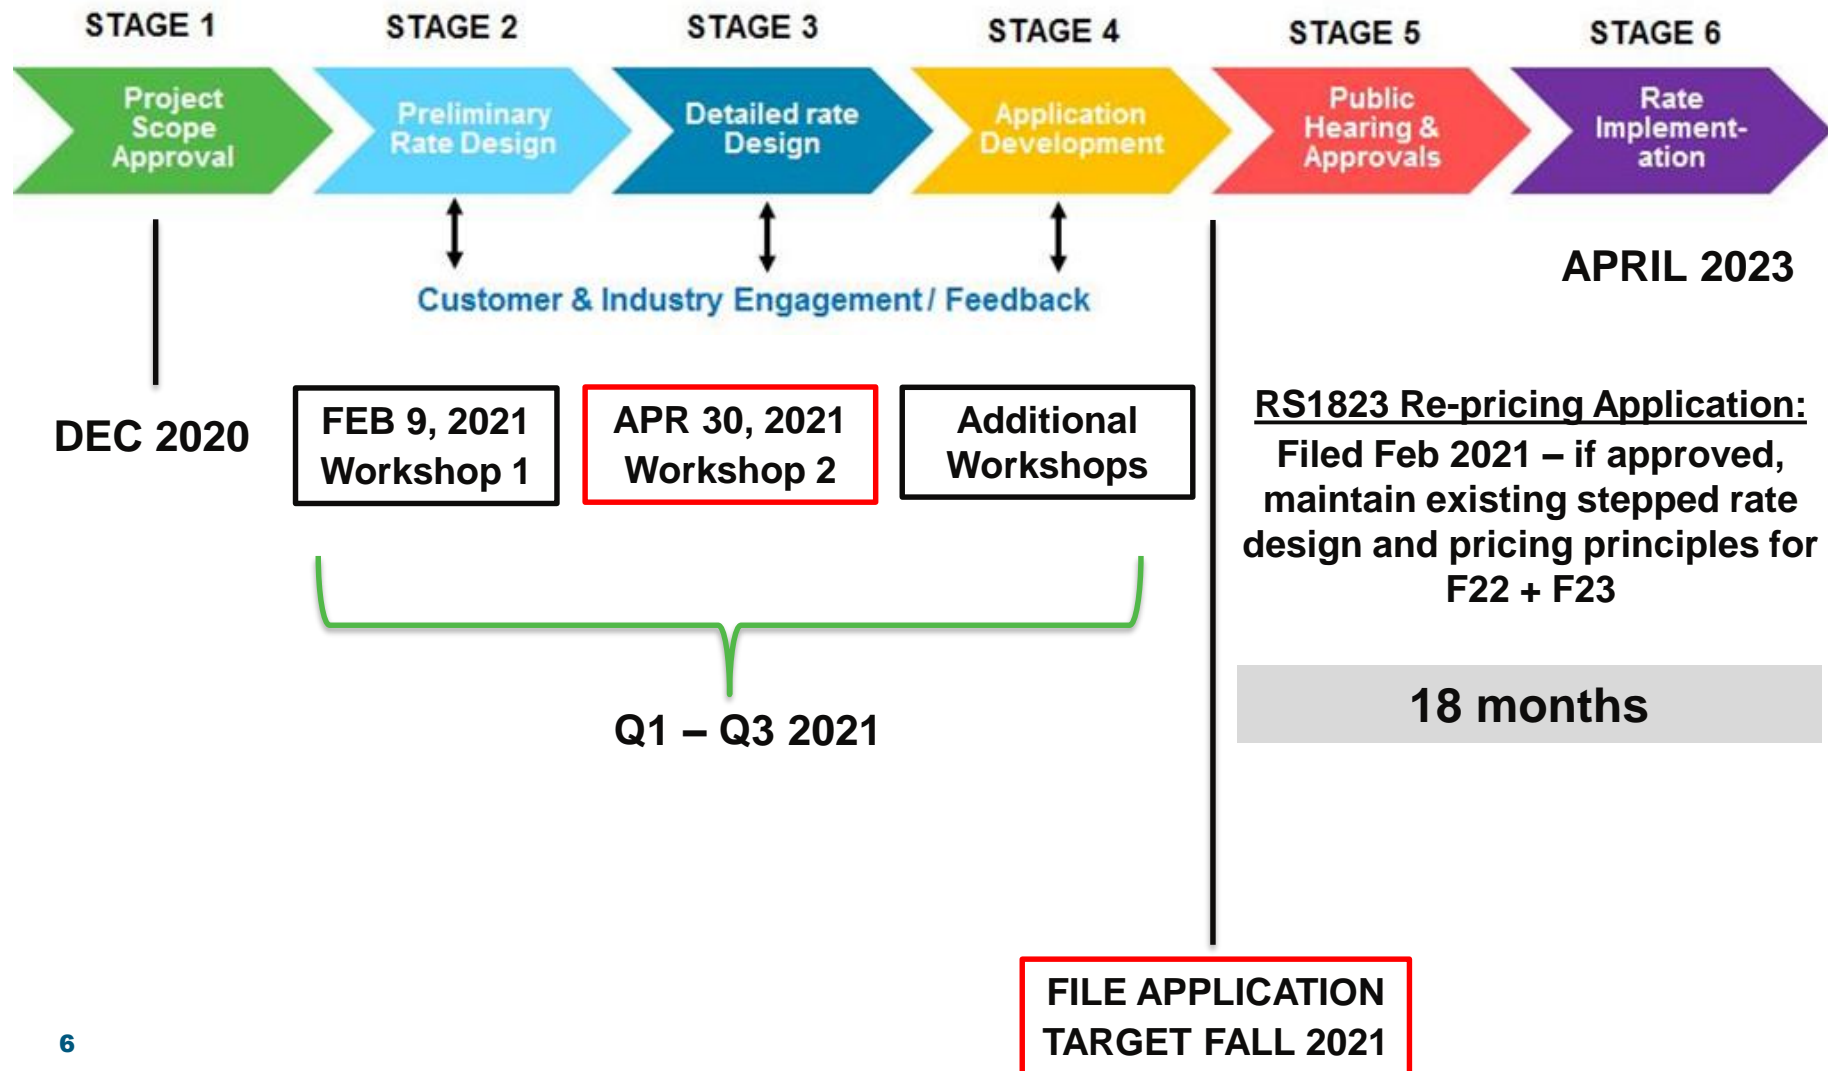 STAGE 1
STAGE 2
STAGE 3
STAGE 4
STAGE 5
STAGE 6
Project
Scope
Approval
Preliminary
Rate Design
Detailed rate
Design
Application
Development
Public
Hearing &
Approvals
Rate
Implement-
ation
Customer & Industry Engagement / Feedback
APRIL 2023
DEC 2020
FEB 9, 2021
Workshop 1
APR 30, 2021
Workshop 2
Additional
Workshops
RS1823 Re-pricing Application:
Filed Feb 2021 – if approved,
maintain existing stepped rate
design and pricing principles for
F22 + F23
Q1 – Q3 2021
18 months
FILE APPLICATION
TARGET FALL 2021
6